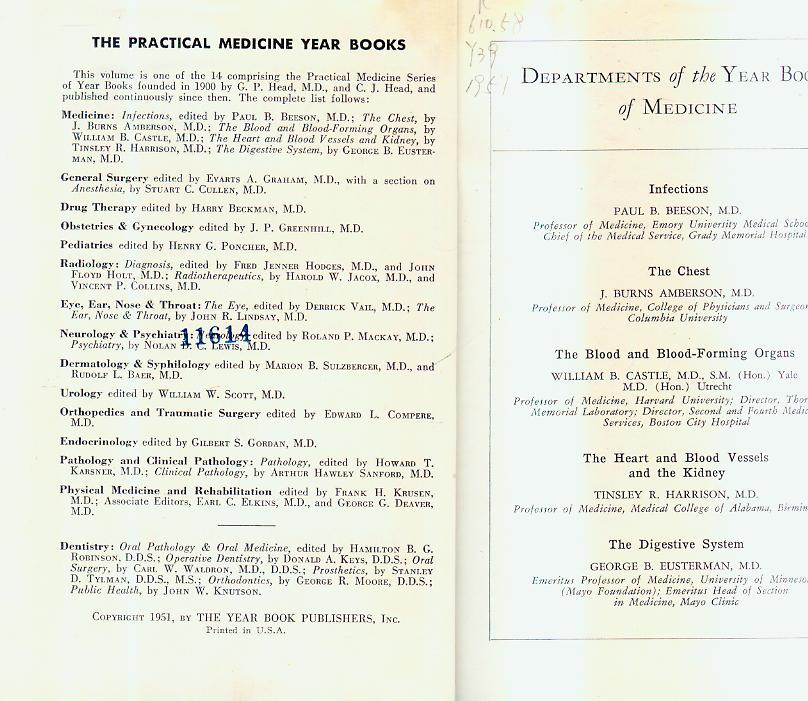 THE PRACTICAL MEDICINE YEAR BOOKS
This volume is one of the 14 comprising the Practical Medicine Series
of Year Books founded in 1900 by G. P. Head, M.D., and C. J. Head, and
published continuously since then. The complete list follows:
Medicine: Infections, edited by Paul B. Beeson, M.D.; The Chest, by
J. Burns Amberson, M.D.; The Blood and Blood-Forming Organs, by
William B. Castle, M.D.; The Heart and Blood Vessels and Kidney, by
Tinsley R. Harrison, M.D.; The Digestive System, by George B. Euster-
man, M.D.
General Surgery edited by Evarts A. Graham, M.D., with a section on
Anesthesia, by Stuart C. Cullen, M.D.
Drug Therapy edited by Harry Beckman, M.D.
Obstetrics & Gynecology edited by J. P. Greenhill, M.D.
Pediatrics edited by Henry G. Poncher, M.D.
Radiology: Diagnosis, edited by Fred Jenner Hodges, M.D., and John
Floyd Holt, M.D.; Radiotherapeutics, by Harold W. Jacox, M.D., and
Vincent P. Collins, M.D.
Eye, Ear, Nose & Throat: The Eye, edited by Derrick Vail, M.D.; The
Ear, Nose & Throat, by John R. Lindsay, M.D.
Neurology & Psychiatry: Neurology, edited by Roland P. Mackay, M.D.;
11614
Psychiatry, by Nolan D. C. Lewis, M.D.
Dermatology & Syphilology edited by Marion B. Sulzberger, M.D., and
Rudolf L. Baer, M.D.
Urology edited by William W. Scott, M.D.
Orthopedics and Traumatic Surgery edited by Edward L. Compere,
M.D.
Endocrinology edited by Gilbert S. Gordan, M.D.
Pathology and Clinical Pathology: Pathology, edited by Howard T.
Karsner, M.D.; Clinical Pathology, by Arthur Hawley Sanford, M.D.
Physical Medicine and Rehabilitation edited by Frank H. Krusen,
M.D.; Associate Editors, Earl C. Elkins, M.D., and George G. Deaver,
M.D.
Dentistry: Oral Pathology & Oral Medicine, edited by Hamilton B. G.
Robinson, D.D.S.; Operative Dentistry, by Donald A. Keys, D.D.S.; Oral
Surgery, by Carl W. Waldron, M.D., D.D.S.; Prosthetics, by Stanley
D. Tylman, D.D.S., M.S.; Orthodontics, by George R. Moore, D.D.S.;
Public Health, by John W. Knutson.
Copyright 1951, by THE YEAR BOOK PUBLISHERS, Inc.
Printed in U.S.A.
R
610.58
Y39
1951
Departments of the Year Boo
of Medicine
Infections
PAUL B. BEESON, M.D.
Professor of Medicine, Emory University Medical Schoo
Chief of the Medical Service, Grady Memorial Hospital
The Chest
J. BURNS AMBERSON, M.D.
Professor of Medicine, College of Physicians and Surgeon
Columbia University
The Blood and Blood-Forming Organs
WILLIAM B. CASTLE, M.D., S.M. (Hon.) Yale
M.D. (Hon.) Utrecht
Professor of Medicine, Harvard University; Director, Thor
Memorial Laboratory; Director, Second and Fourth Medic
Services, Boston City Hospital
The Heart and Blood Vessels
and the Kidney
TINSLEY R. HARRISON, M.D.
Professor of Medicine, Medical College of Alabama, Birmin
The Digestive System
GEORGE B. EUSTERMAN, M.D.
Emeritus Professor of Medicine, University of Minneso
(Mayo Foundation); Emeritus Head of Section
in Medicine, Mayo Clinic